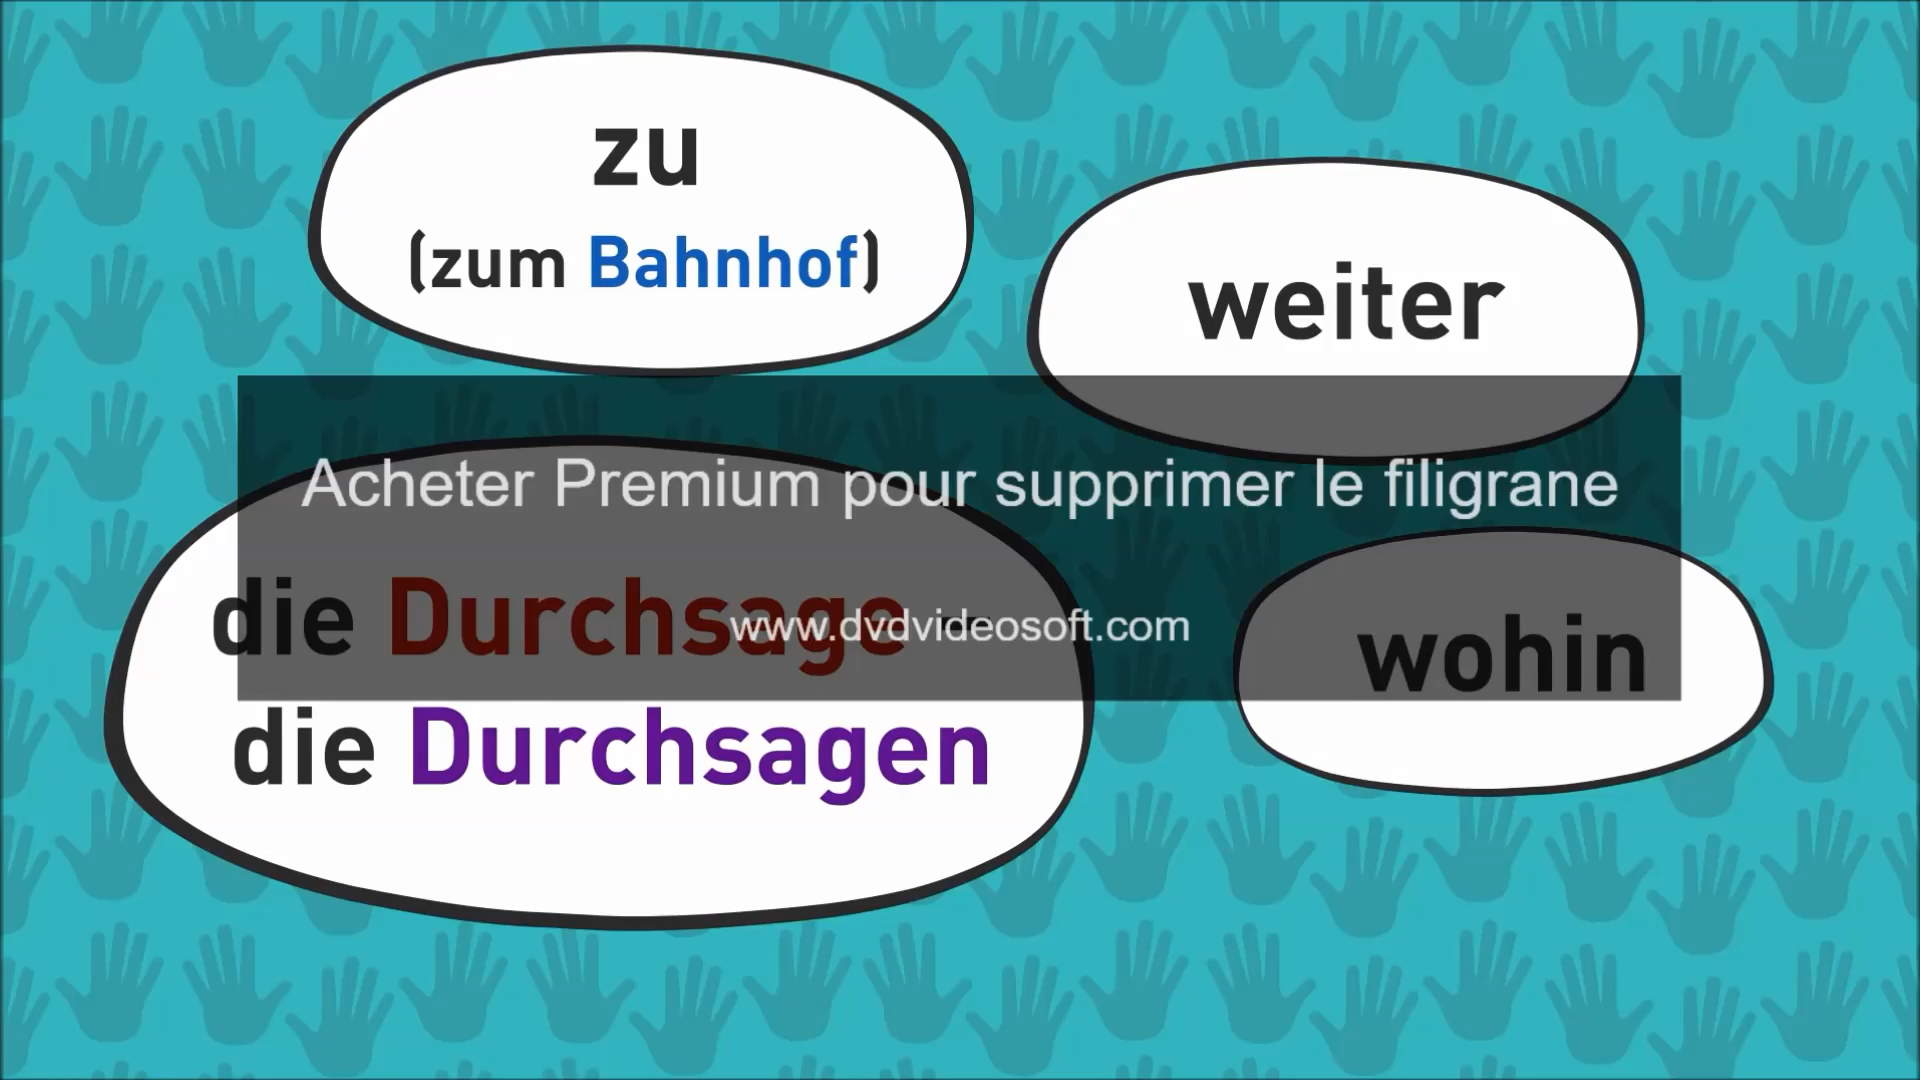 zu
(zum Bahnhof)
weiter
Acheter Premium pour supprimer le filigrane
die Durchsage –
www.dvdvideosoft.com
wohin
die Durchsagen